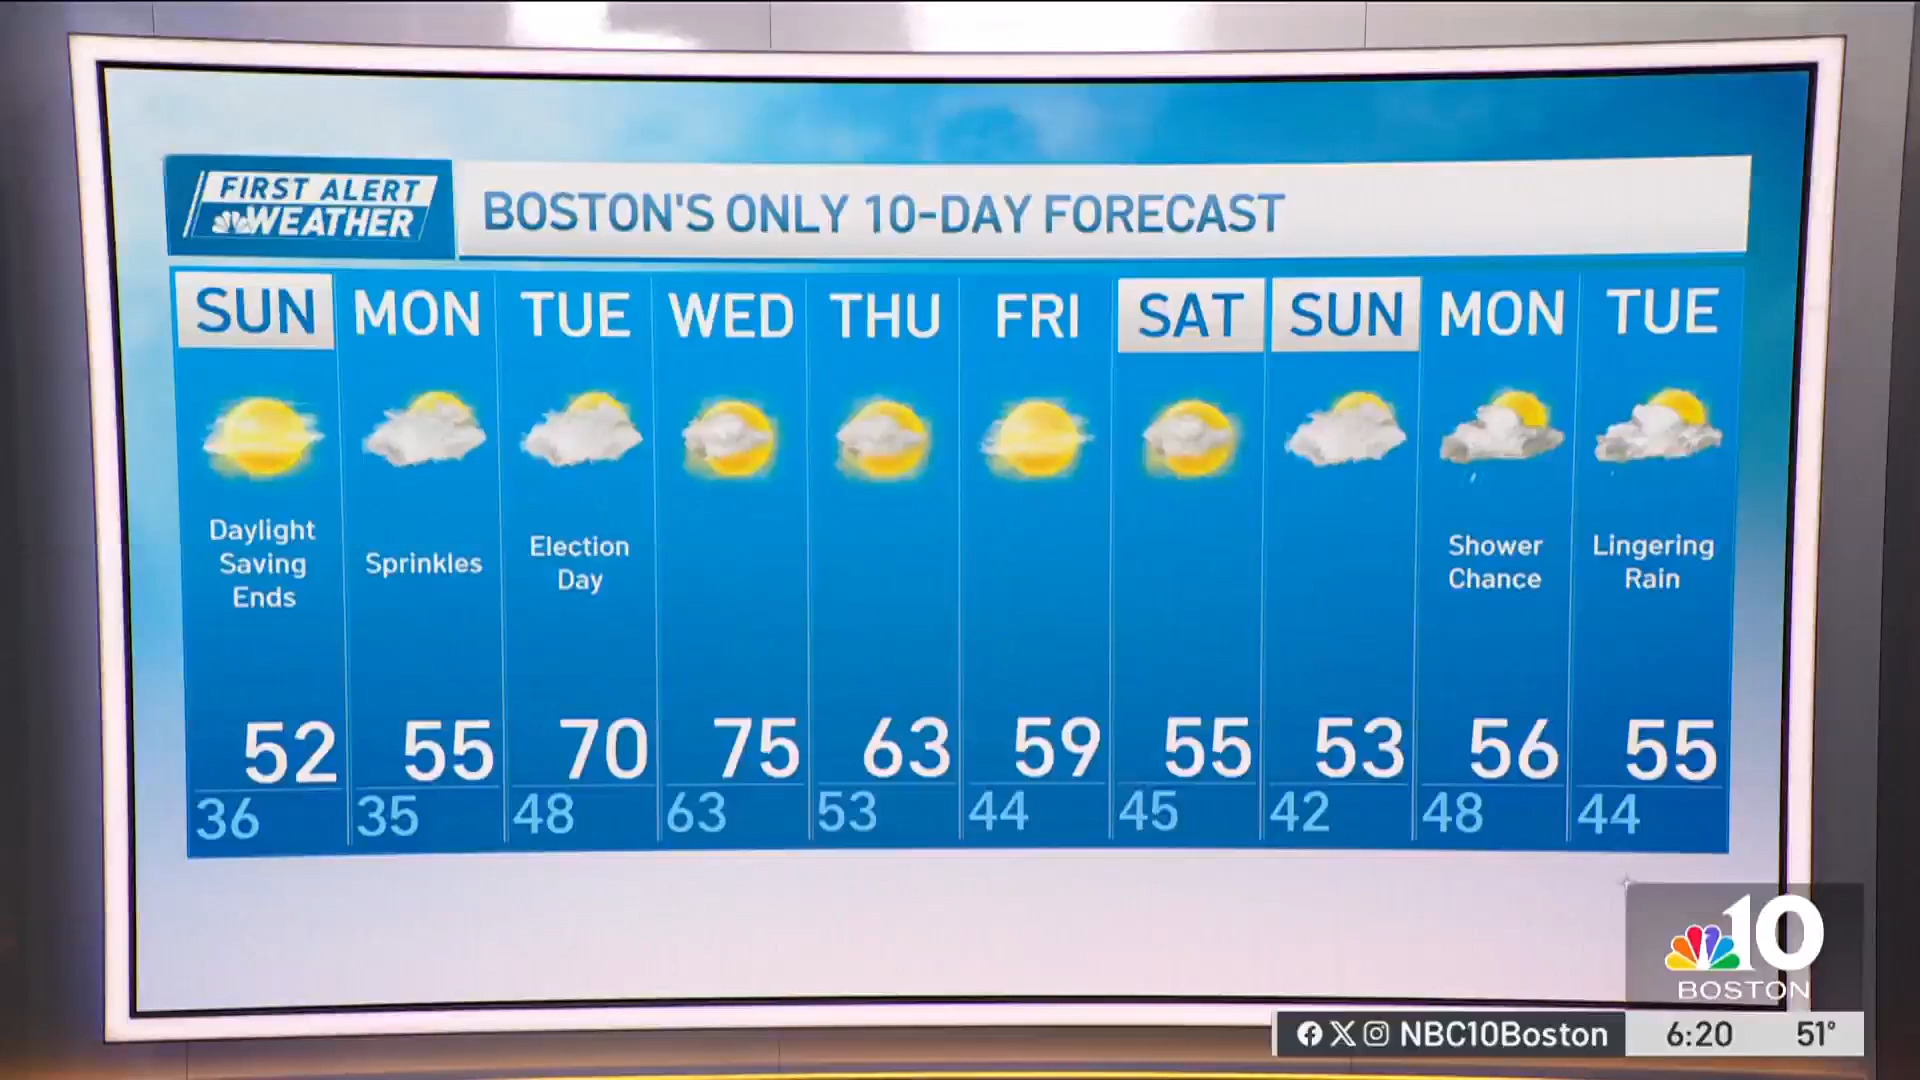 FIRST ALERT
WEATHER
BOSTON'S ONLY 10-DAY FORECAST
SUN MON TUE WED THU FRI SAT SUN MON TUE
Daylight
Saving
Ends
Sprinkles
Election
Day
Shower
Chance
Lingering
Rain
52 55 70 75 63 59 55 53 56 55
36 35 48 63 53 44 45 42 48 44
10
BOSTON
NBC10Boston 6:20 51°